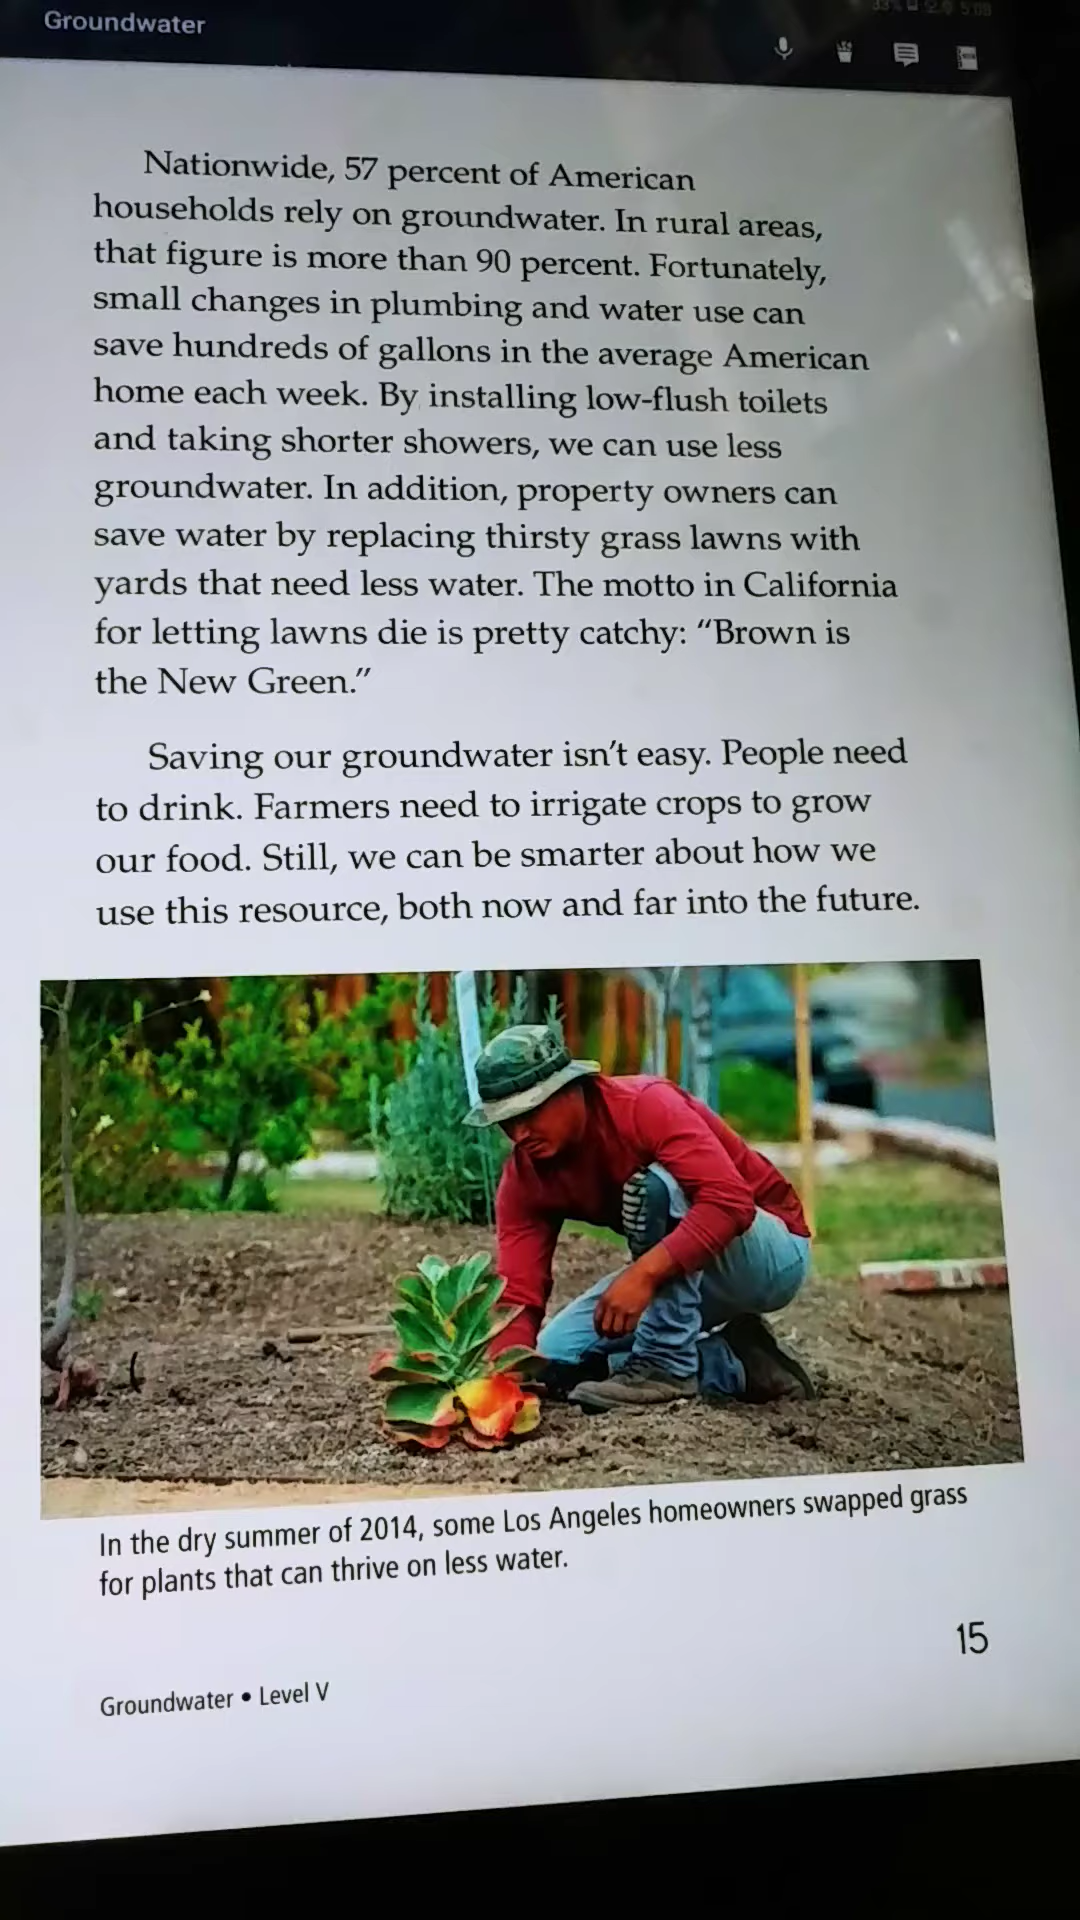 Groundwater
33% 5:09
Nationwide, 57 percent of American
households rely on groundwater. In rural areas,
that figure is more than 90 percent. Fortunately,
small changes in plumbing and water use can
save hundreds of gallons in the average American
home each week. By installing low-flush toilets
and taking shorter showers, we can use less
groundwater. In addition, property owners can
save water by replacing thirsty grass lawns with
yards that need less water. The motto in California
for letting lawns die is pretty catchy: “Brown is
the New Green.”
Saving our groundwater isn’t easy. People need
to drink. Farmers need to irrigate crops to grow
our food. Still, we can be smarter about how we
use this resource, both now and far into the future.
In the dry summer of 2014, some Los Angeles homeowners swapped grass
for plants that can thrive on less water.
15
Groundwater • Level V